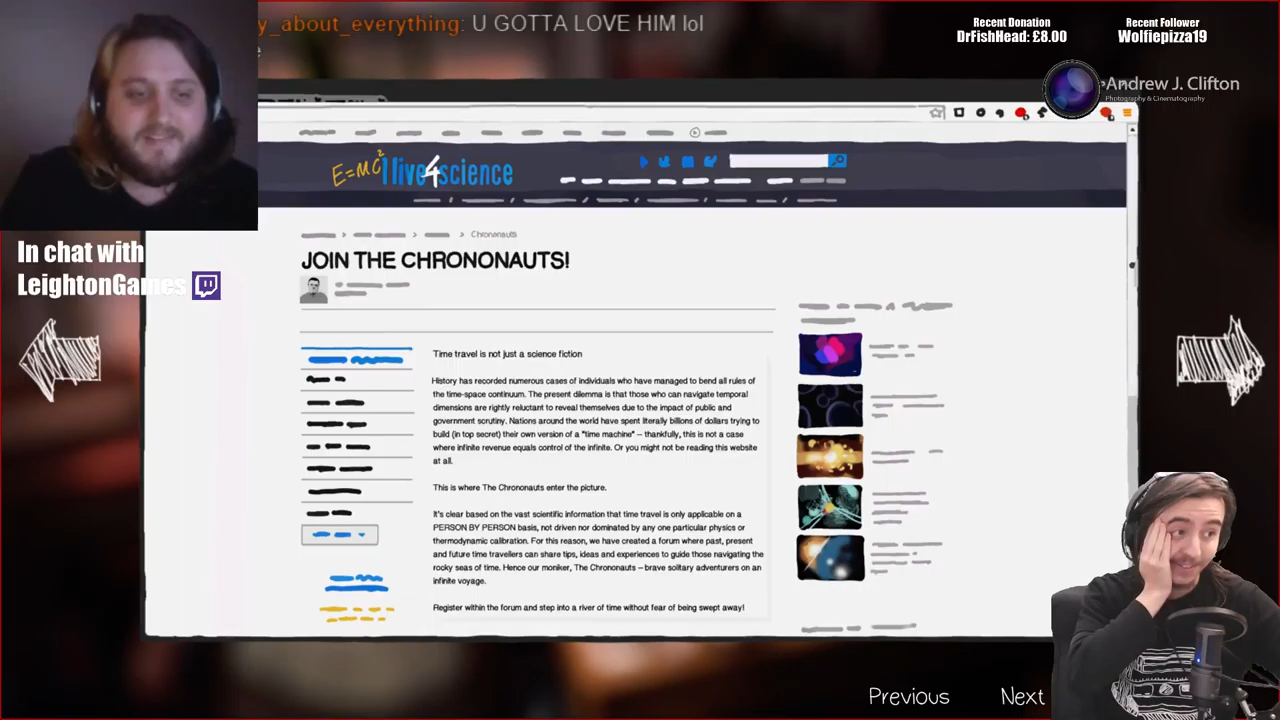 y_about_everything: U GOTTA LOVE HIM lol
Recent Donation
DrFishHead: £8.00
Recent Follower
Wolfiepizza19
Andrew J. Clifton
Photography & Cinematography
E=MC² I live4science
In chat with
LeightonGames
Chrononauts
JOIN THE CHRONONAUTS!
Time travel is not just a science fiction
History has recorded numerous cases of individuals who have managed to bend all rules of
the time-space continuum. The present dilemma is that those who can navigate temporal
dimensions are rightly reluctant to reveal themselves due to the impact of public and
government scrutiny. Nations around the world have spent literally billions of dollars trying to
build (in top secret) their own version of a "time machine" – thankfully, this is not a case
where infinite revenue equals control of the infinite. Or you might not be reading this website
at all.
This is where The Chrononauts enter the picture.
It's clear based on the vast scientific information that time travel is only applicable on a
PERSON BY PERSON basis, not driven nor dominated by any one particular physics or
thermodynamic calibration. For this reason, we have created a forum where past, present
and future time travellers can share tips, ideas and experiences to guide those navigating the
rocky seas of time. Hence our moniker, The Chrononauts – brave solitary adventurers on an
infinite voyage.
Register within the forum and step into a river of time without fear of being swept away!
Previous
Next